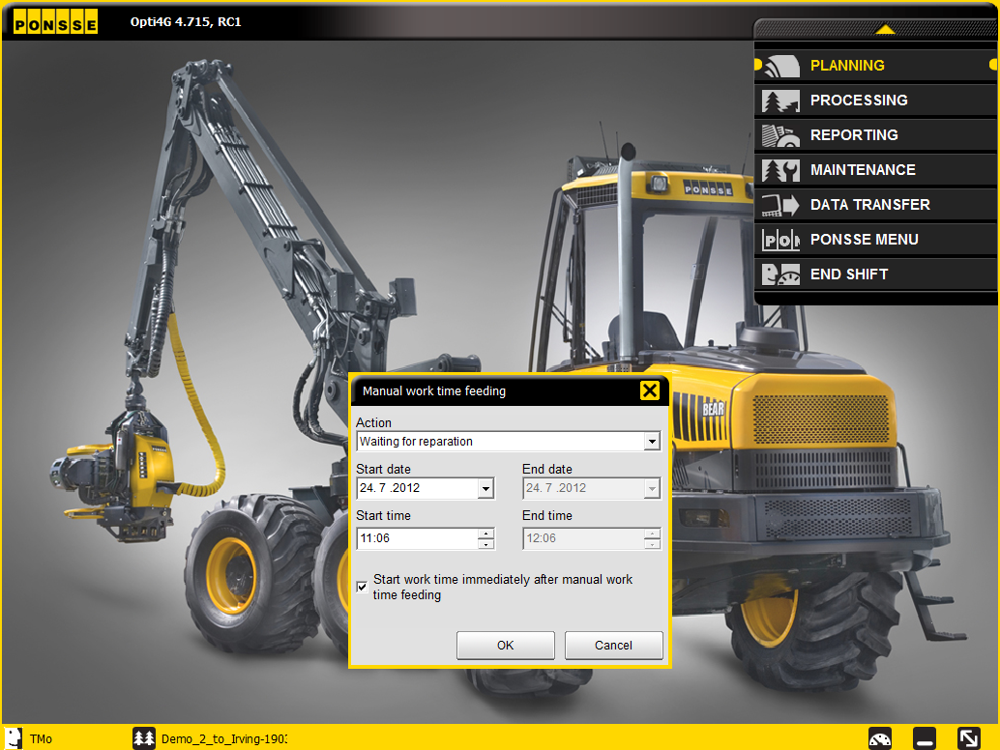 PONSSE
Opti4G 4.715, RC1
PLANNING
PROCESSING
REPORTING
MAINTENANCE
DATA TRANSFER
PONSSE MENU
END SHIFT
PONSSE
BEAR
Manual work time feeding
Action
Waiting for reparation
Start date
End date
24. 7 .2012
24. 7 .2012
Start time
End time
11:06
12:06
Start work time immediately after manual work
time feeding
OK
Cancel
TMo
Demo_2_to_Irving-1903